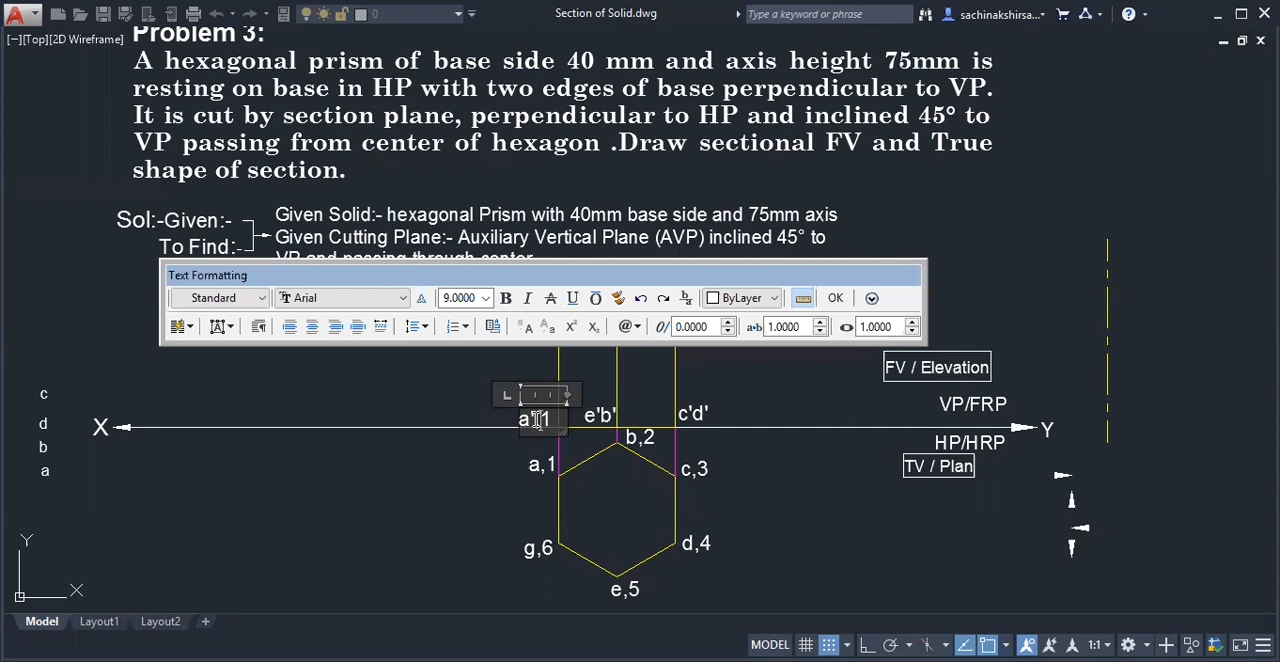 Section of Solid.dwg
Type a keyword or phrase
sachinakshirsa...
[−][Top][2D Wireframe]
Problem 3:
A hexagonal prism of base side 40 mm and axis height 75mm is
resting on base in HP with two edges of base perpendicular to VP.
It is cut by section plane, perpendicular to HP and inclined 45° to
VP passing from center of hexagon .Draw sectional FV and True
shape of section.
Sol:-Given:-
To Find:-
Given Solid:- hexagonal Prism with 40mm base side and 75mm axis
Given Cutting Plane:- Auxiliary Vertical Plane (AVP) inclined 45° to
VP and passing through center
Text Formatting
Standard
Arial
9.0000
ByLayer
OK
0.0000
1.0000
1.0000
FV / Elevation
VP/FRP
HP/HRP
TV / Plan
c
d
b
a
X
Y
e'b'
c'd'
b,2
a,1
c,3
g,6
d,4
e,5
Y
X
Model
Layout1
Layout2
MODEL
1:1